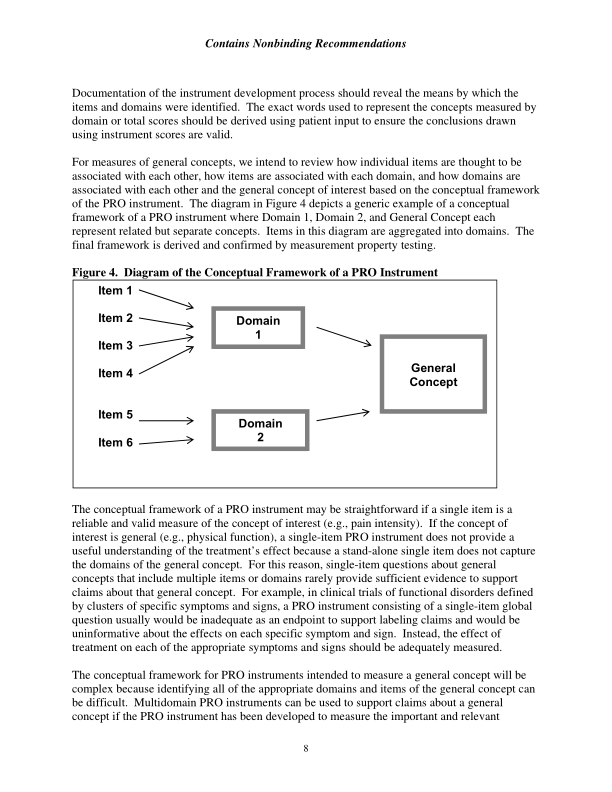 Contains Nonbinding Recommendations
Documentation of the instrument development process should reveal the means by which the
items and domains were identified.  The exact words used to represent the concepts measured by
domain or total scores should be derived using patient input to ensure the conclusions drawn
using instrument scores are valid.
For measures of general concepts, we intend to review how individual items are thought to be
associated with each other, how items are associated with each domain, and how domains are
associated with each other and the general concept of interest based on the conceptual framework
of the PRO instrument.  The diagram in Figure 4 depicts a generic example of a conceptual
framework of a PRO instrument where Domain 1, Domain 2, and General Concept each
represent related but separate concepts.  Items in this diagram are aggregated into domains.  The
final framework is derived and confirmed by measurement property testing.
Figure 4.  Diagram of the Conceptual Framework of a PRO Instrument
Item 1
Item 2
Item 3
Item 4
Domain
1
Item 5
Item 6
Domain
2
General
Concept
The conceptual framework of a PRO instrument may be straightforward if a single item is a
reliable and valid measure of the concept of interest (e.g., pain intensity).  If the concept of
interest is general (e.g., physical function), a single-item PRO instrument does not provide a
useful understanding of the treatment's effect because a stand-alone single item does not capture
the domains of the general concept.  For this reason, single-item questions about general
concepts that include multiple items or domains rarely provide sufficient evidence to support
claims about that general concept.  For example, in clinical trials of functional disorders defined
by clusters of specific symptoms and signs, a PRO instrument consisting of a single-item global
question usually would be inadequate as an endpoint to support labeling claims and would be
uninformative about the effects on each specific symptom and sign.  Instead, the effect of
treatment on each of the appropriate symptoms and signs should be adequately measured.
The conceptual framework for PRO instruments intended to measure a general concept will be
complex because identifying all of the appropriate domains and items of the general concept can
be difficult.  Multidomain PRO instruments can be used to support claims about a general
concept if the PRO instrument has been developed to measure the important and relevant
8